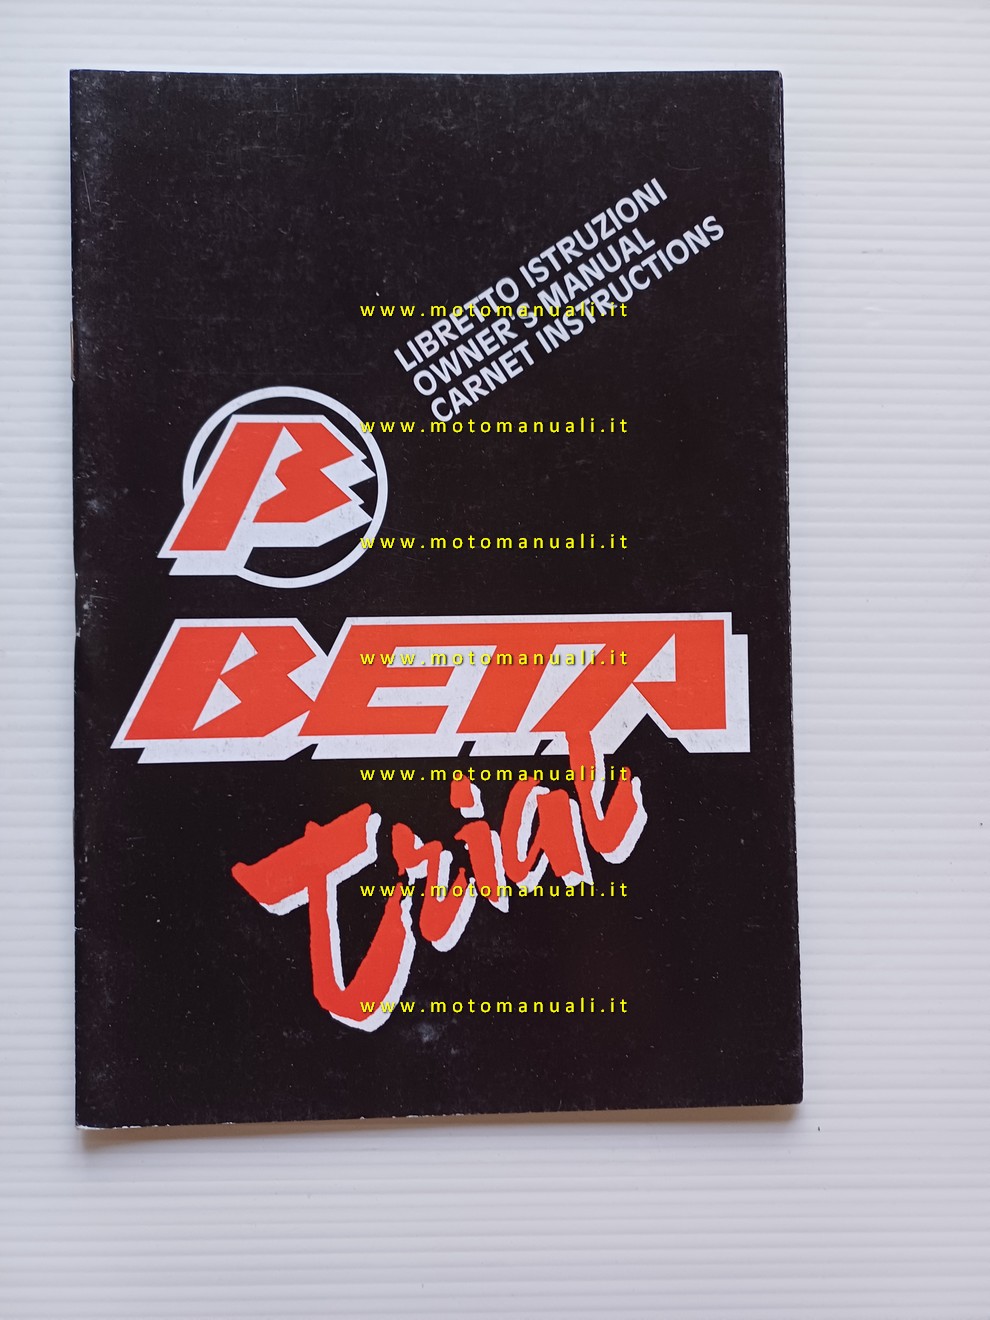 LIBRETTO ISTRUZIONI
OWNER'S MANUAL
CARNET INSTRUCTIONS
www.motomanuali.it
www.motomanuali.it
B
www.motomanuali.it
BETA
www.motomanuali.it
Trial
www.motomanuali.it
www.motomanuali.it
www.motomanuali.it